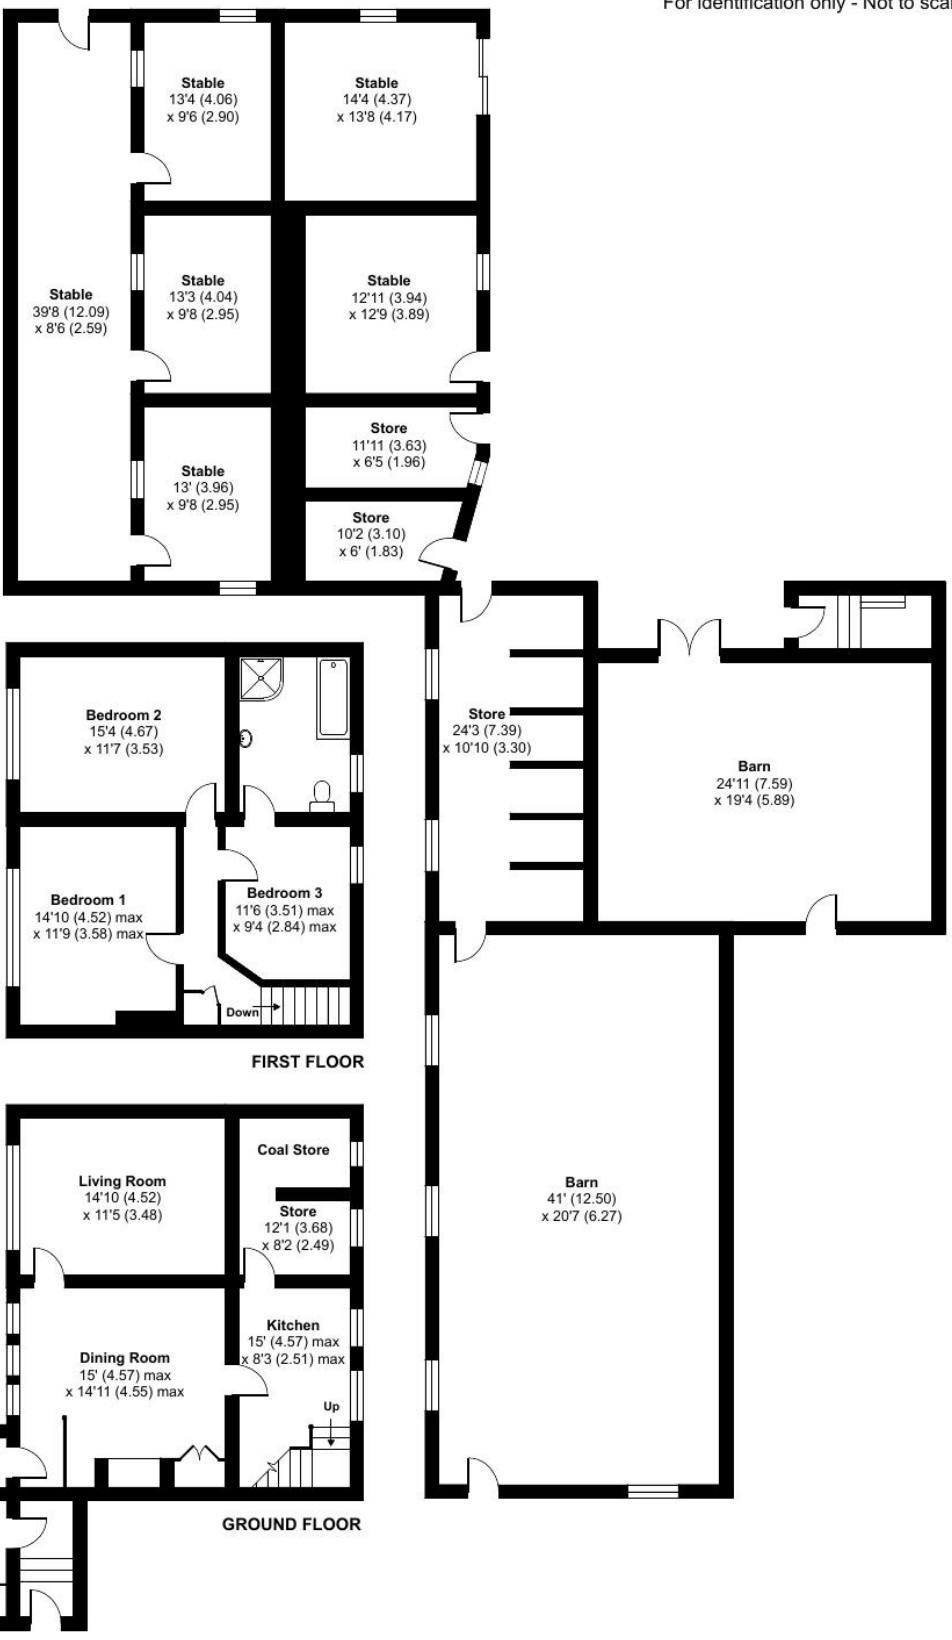 For identification only - Not to scal
Stable
13'4 (4.06)
x 9'6 (2.90)
Stable
14'4 (4.37)
x 13'8 (4.17)
Stable
39'8 (12.09)
x 8'6 (2.59)
Stable
13'3 (4.04)
x 9'8 (2.95)
Stable
12'11 (3.94)
x 12'9 (3.89)
Store
11'11 (3.63)
x 6'5 (1.96)
Stable
13' (3.96)
x 9'8 (2.95)
Store
10'2 (3.10)
x 6' (1.83)
Bedroom 2
15'4 (4.67)
x 11'7 (3.53)
Store
24'3 (7.39)
x 10'10 (3.30)
Barn
24'11 (7.59)
x 19'4 (5.89)
Bedroom 1
14'10 (4.52) max
x 11'9 (3.58) max
Bedroom 3
11'6 (3.51) max
x 9'4 (2.84) max
Down
FIRST FLOOR
Living Room
14'10 (4.52)
x 11'5 (3.48)
Coal Store
Store
12'1 (3.68)
x 8'2 (2.49)
Barn
41' (12.50)
x 20'7 (6.27)
Dining Room
15' (4.57) max
x 14'11 (4.55) max
Kitchen
15' (4.57) max
x 8'3 (2.51) max
Up
GROUND FLOOR